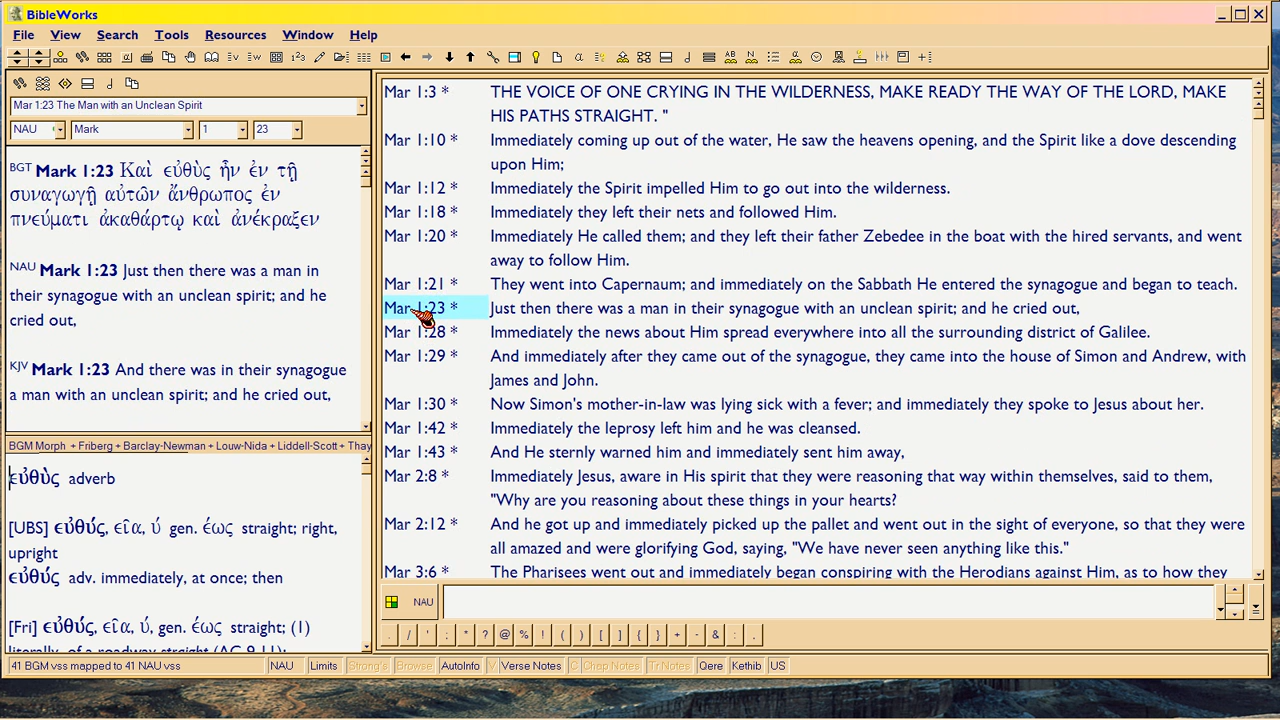 BibleWorks
File View Search Tools Resources Window Help
Mar 1:23 The Man with an Unclean Spirit
NAU Mark 1 23
BGT Mark 1:23 Καὶ εὐθὺς ἦν ἐν τῇ
συναγωγῇ αὐτῶν ἄνθρωπος ἐν
πνεύματι ἀκαθάρτῳ καὶ ἀνέκραξεν
NAU Mark 1:23 Just then there was a man in
their synagogue with an unclean spirit; and he
cried out,
KJV Mark 1:23 And there was in their synagogue
a man with an unclean spirit; and he cried out,
BGM Morph + Friberg + Barclay-Newman + Louw-Nida + Liddell-Scott + Thay
εὐθὺς adverb
[UBS] εὐθύς, εῖα, ύ gen. έως straight; right,
upright
εὐθύς adv. immediately, at once; then
[Fri] εὐθύς, εῖα, ύ, gen. έως straight; (1)
literally, of a roadway straight (AC 9.11);
Mar 1:3 * THE VOICE OF ONE CRYING IN THE WILDERNESS, MAKE READY THE WAY OF THE LORD, MAKE
HIS PATHS STRAIGHT. "
Mar 1:10 * Immediately coming up out of the water, He saw the heavens opening, and the Spirit like a dove descending
upon Him;
Mar 1:12 * Immediately the Spirit impelled Him to go out into the wilderness.
Mar 1:18 * Immediately they left their nets and followed Him.
Mar 1:20 * Immediately He called them; and they left their father Zebedee in the boat with the hired servants, and went
away to follow Him.
Mar 1:21 * They went into Capernaum; and immediately on the Sabbath He entered the synagogue and began to teach.
Mar 1:23 * Just then there was a man in their synagogue with an unclean spirit; and he cried out,
Mar 1:28 * Immediately the news about Him spread everywhere into all the surrounding district of Galilee.
Mar 1:29 * And immediately after they came out of the synagogue, they came into the house of Simon and Andrew, with
James and John.
Mar 1:30 * Now Simon's mother-in-law was lying sick with a fever; and immediately they spoke to Jesus about her.
Mar 1:42 * Immediately the leprosy left him and he was cleansed.
Mar 1:43 * And He sternly warned him and immediately sent him away,
Mar 2:8 * Immediately Jesus, aware in His spirit that they were reasoning that way within themselves, said to them,
"Why are you reasoning about these things in your hearts?
Mar 2:12 * And he got up and immediately picked up the pallet and went out in the sight of everyone, so that they were
all amazed and were glorifying God, saying, "We have never seen anything like this."
Mar 3:6 * The Pharisees went out and immediately began conspiring with the Herodians against Him, as to how they
NAU
. / ' ; * ? @ % ! ( ) [ ] { } + - & : .
41 BGM vss mapped to 41 NAU vss NAU Limits Strong's Browse AutoInfo V Verse Notes C Chap Notes Tr Notes Qere Kethib US